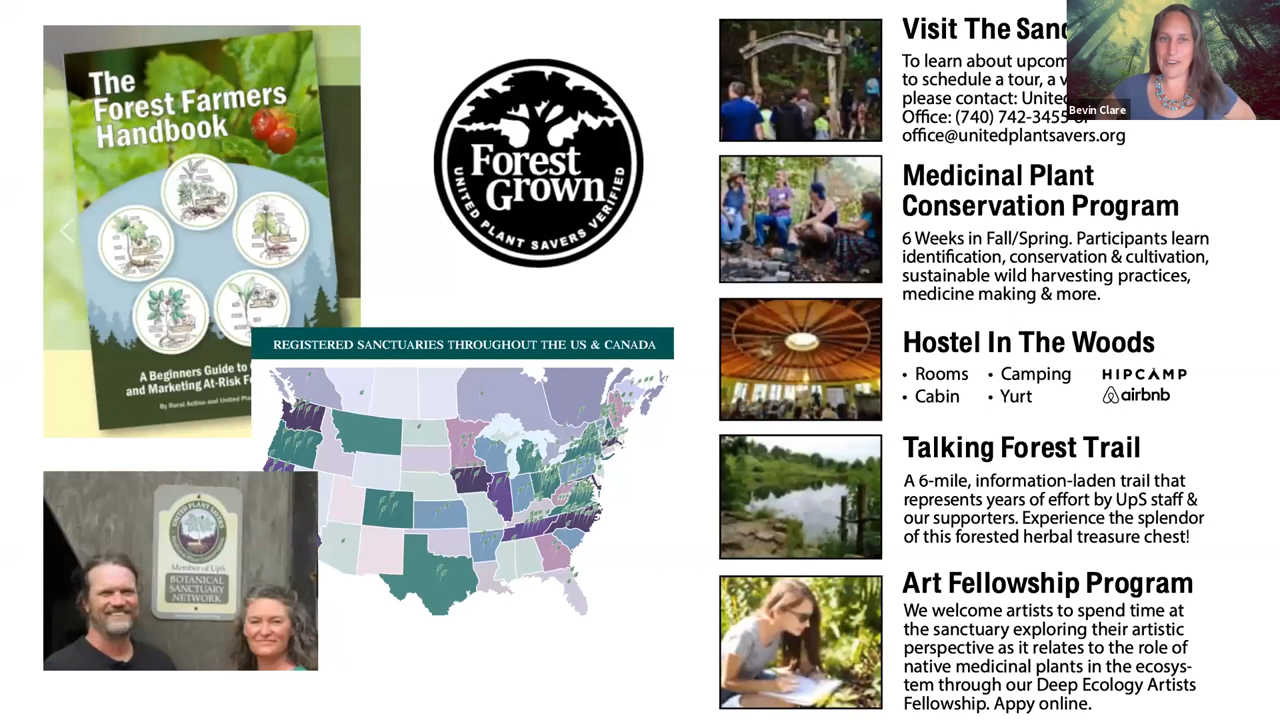 The
Forest Farmers
Handbook
A Beginners Guide to
and Marketing At-Risk
By Rural Action and United
Forest
Grown
UNITED PLANT SAVERS VERIFIED
REGISTERED SANCTUARIES THROUGHOUT THE US & CANADA
UNITED PLANT SAVERS
Member of UpS
BOTANICAL
SANCTUARY
NETWORK
Visit The
To learn about
to schedule a tour, a
please contact:
Office: (740) 742-3455 or
office@unitedplantsavers.org
Bevin Clare
Medicinal Plant
Conservation Program
6 Weeks in Fall/Spring. Participants learn
identification, conservation & cultivation,
sustainable wild harvesting practices,
medicine making & more.
Hostel In The Woods
• Rooms • Camping HIPCAMP
• Cabin • Yurt airbnb
Talking Forest Trail
A 6-mile, information-laden trail that
represents years of effort by UpS staff &
our supporters. Experience the splendor
of this forested herbal treasure chest!
Art Fellowship Program
We welcome artists to spend time at
the sanctuary exploring their artistic
perspective as it relates to the role of
native medicinal plants in the ecosys-
tem through our Deep Ecology Artists
Fellowship. Appy online.